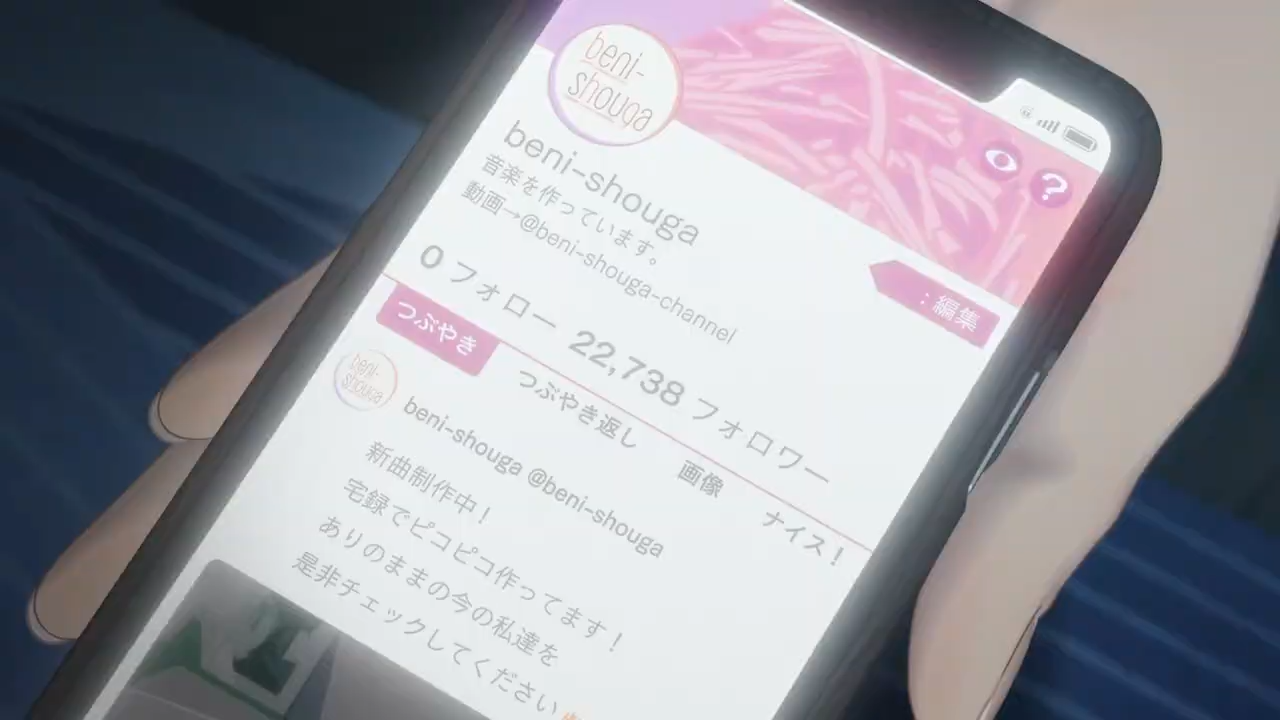 beni-
shouga
?
beni-shouga
音楽を作っています。
動画→@beni-shouga-channel
:編集
0 フォロー 22,738 フォロワー
つぶやき つぶやき返し 画像 ナイス!
beni-
shouga
beni-shouga @beni-shouga
新曲制作中!
宅録でピコピコ作ってます!
ありのままの今の私達を
是非チェックしてください